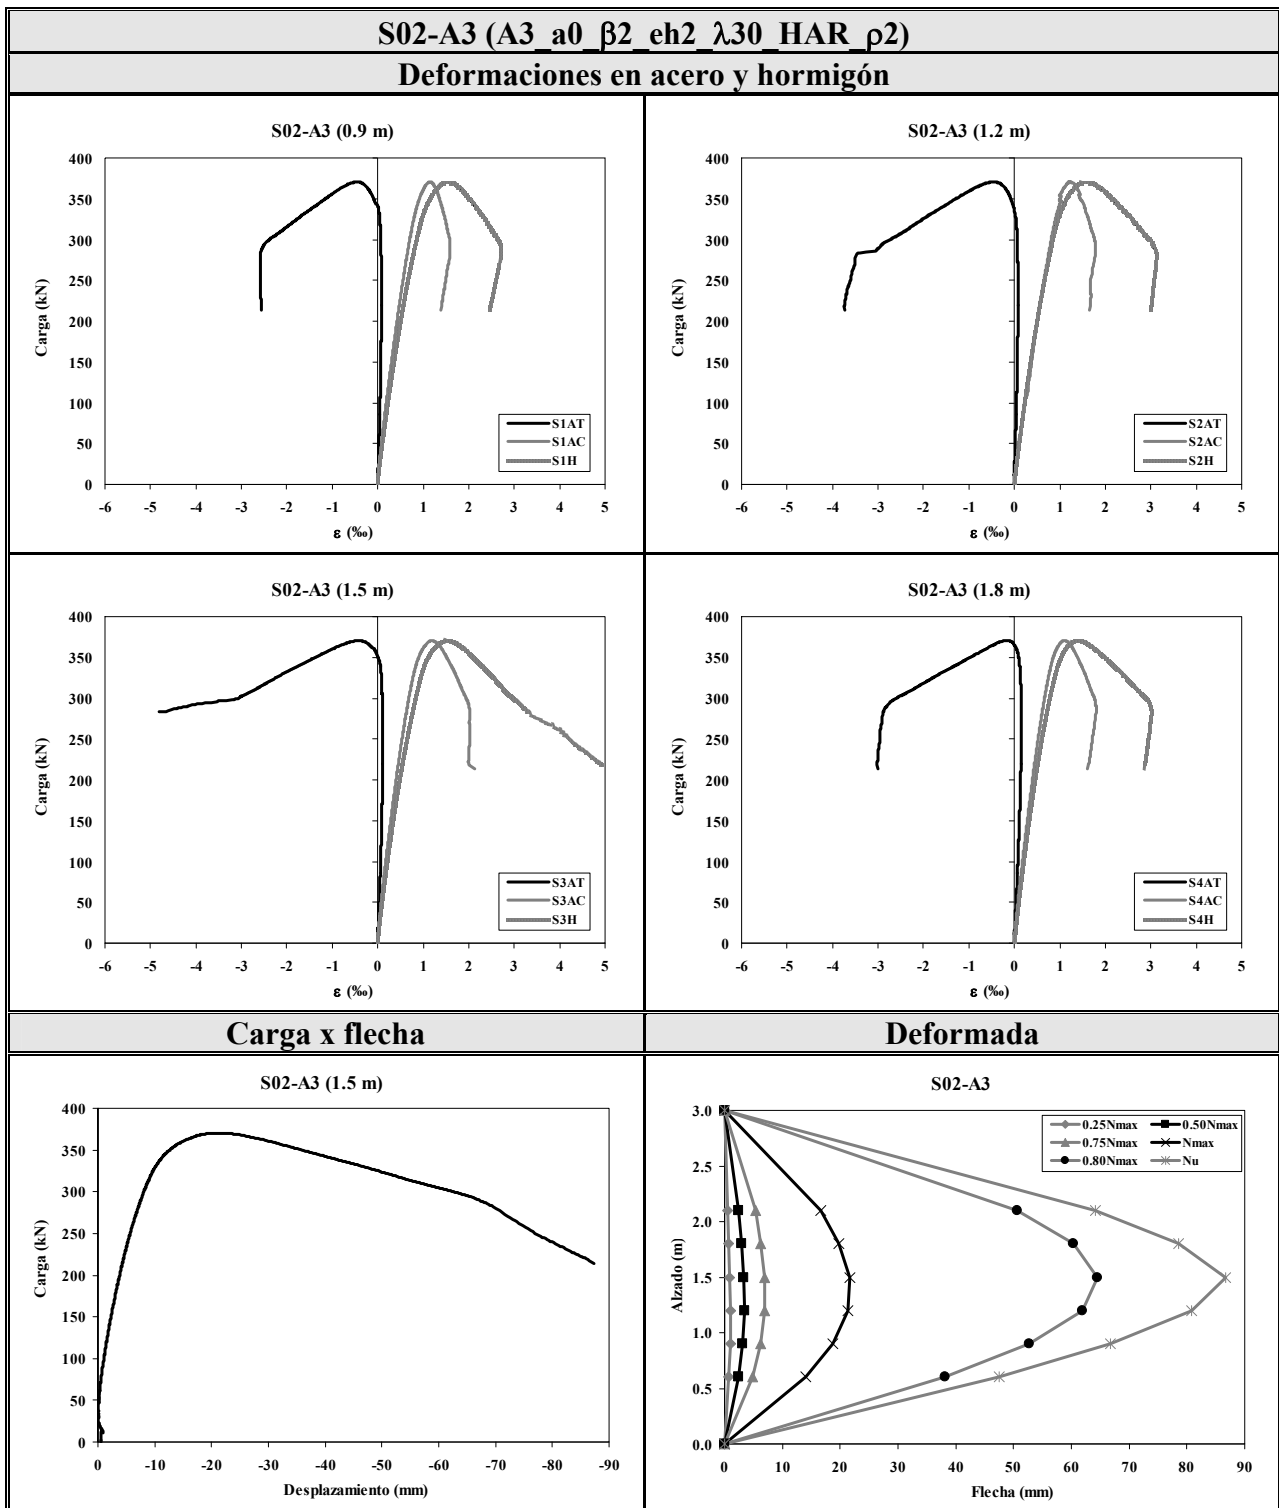 S02-A3 (A3_a0_β2_eh2_λ30_HAR_ρ2)
Deformaciones en acero y hormigón
S02-A3 (0.9 m)
400
350
300
250
200
150
100
50
0
Carga (kN)
S1AT
S1AC
S1H
-6 -5 -4 -3 -2 -1 0 1 2 3 4 5
ε (‰)
S02-A3 (1.2 m)
400
350
300
250
200
150
100
50
0
Carga (kN)
S2AT
S2AC
S2H
-6 -5 -4 -3 -2 -1 0 1 2 3 4 5
ε (‰)
S02-A3 (1.5 m)
400
350
300
250
200
150
100
50
0
Carga (kN)
S3AT
S3AC
S3H
-6 -5 -4 -3 -2 -1 0 1 2 3 4 5
ε (‰)
S02-A3 (1.8 m)
400
350
300
250
200
150
100
50
0
Carga (kN)
S4AT
S4AC
S4H
-6 -5 -4 -3 -2 -1 0 1 2 3 4 5
ε (‰)
Carga x flecha
Deformada
S02-A3 (1.5 m)
400
350
300
250
200
150
100
50
0
Carga (kN)
0 -10 -20 -30 -40 -50 -60 -70 -80 -90
Desplazamiento (mm)
S02-A3
3.0
2.5
2.0
1.5
1.0
0.5
0.0
Alzado (m)
0.25Nmax 0.50Nmax
0.75Nmax Nmax
0.80Nmax Nu
0 10 20 30 40 50 60 70 80 90
Flecha (mm)